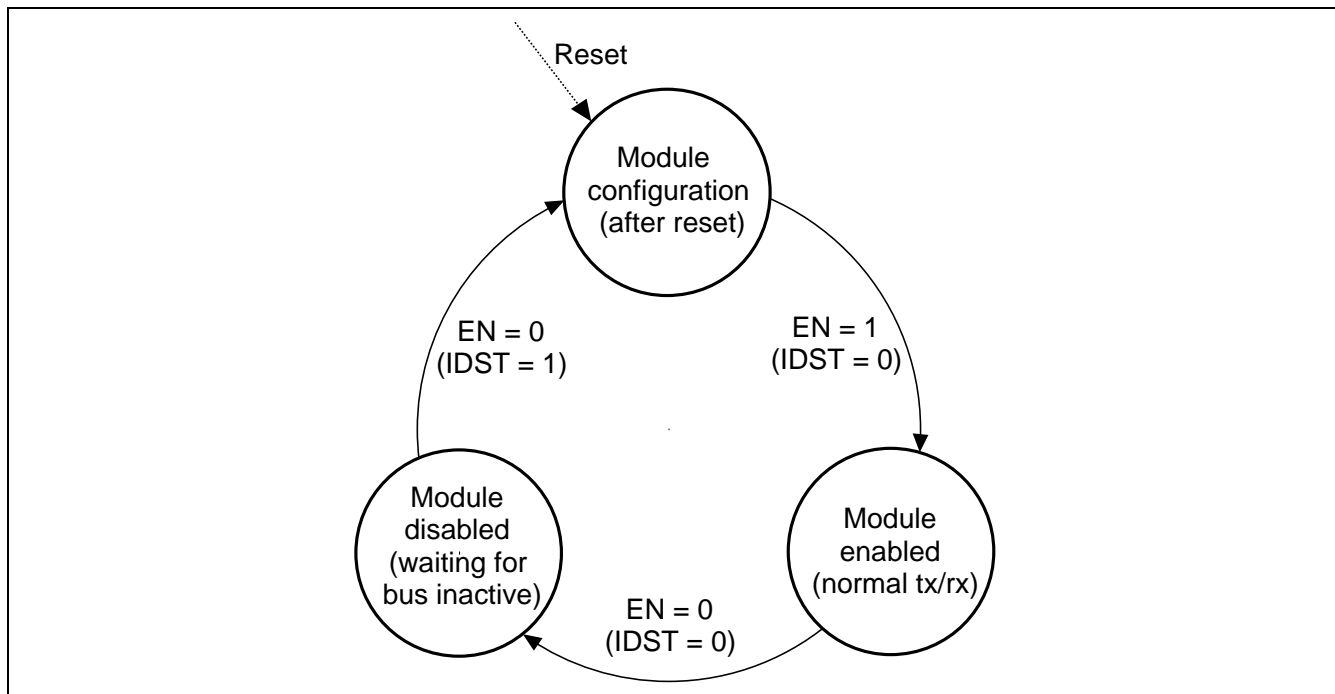 Reset
Module
configuration
(after reset)
EN = 0
(IDST = 1)
EN = 1
(IDST = 0)
Module
disabled
(waiting for
bus inactive)
Module
enabled
(normal tx/rx)
EN = 0
(IDST = 0)